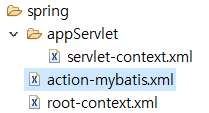 spring
appServlet
servlet-context.xml
action-mybatis.xml
root-context.xml